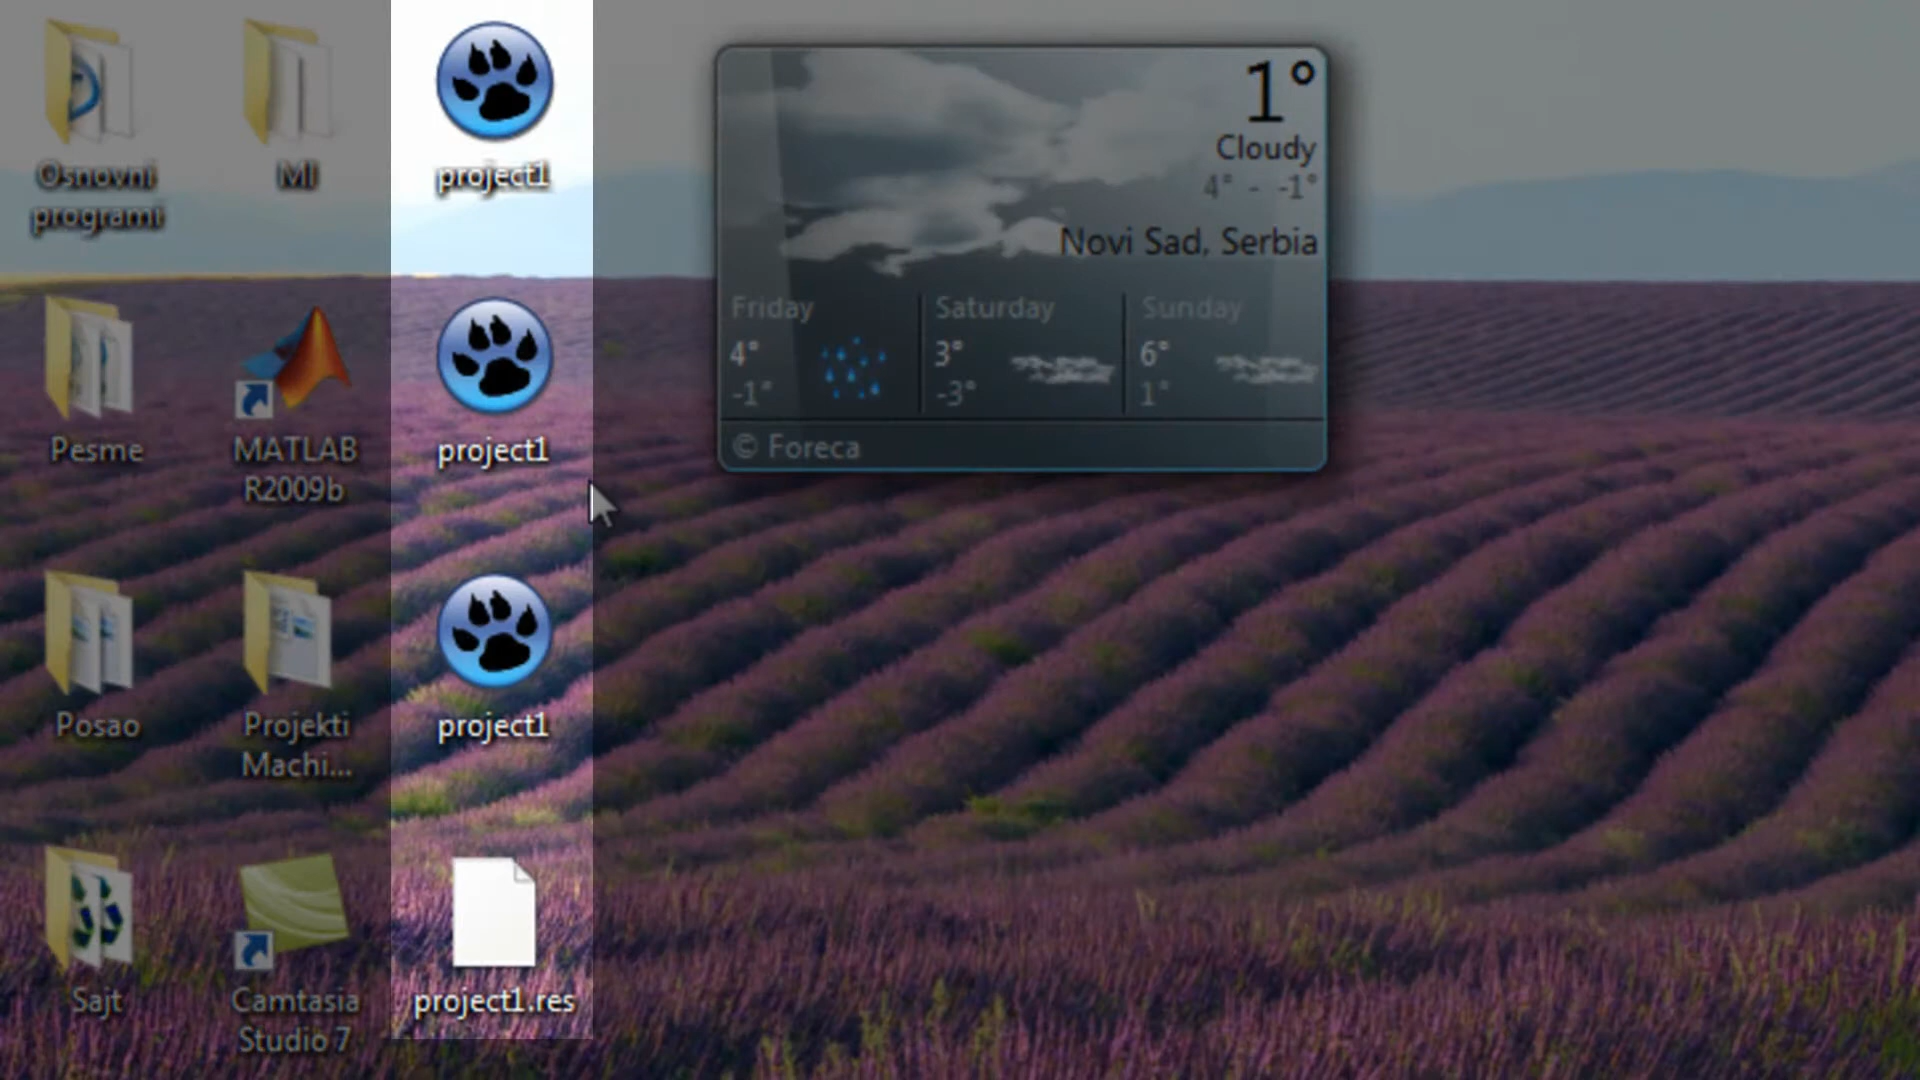 Osnovni
programi
MI
project1
Pesme
MATLAB
R2009b
project1
Posao
Projekti
Machi...
project1
Sajt
Camtasia
Studio 7
project1.res
1°
Cloudy
4° - -1°
Novi Sad, Serbia
Friday
4°
-1°
Saturday
3°
-3°
Sunday
6°
1°
© Foreca